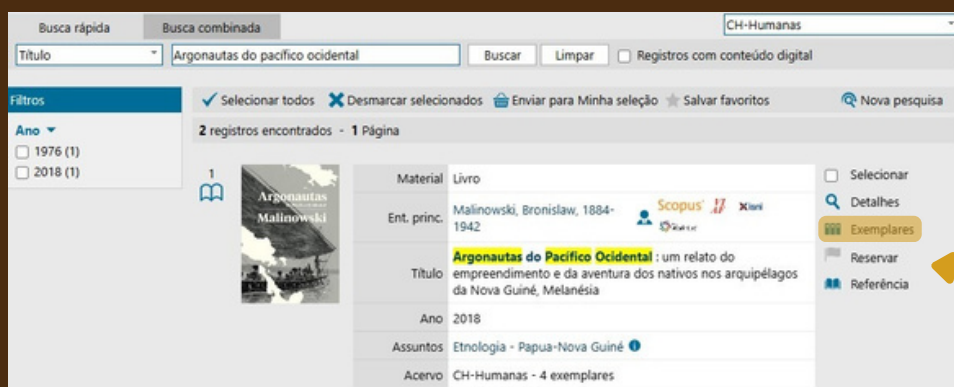 Busca rápida Busca combinada CH-Humanas
Título Argonautas do pacífico ocidental Buscar Limpar Registros com conteúdo digital
Filtros Selecionar todos Desmarcar selecionados Enviar para Minha seleção Salvar favoritos Nova pesquisa
Ano 2 registros encontrados - 1 Página
1976 (1)
2018 (1)
1
Argonautas
Malinowski
Material Livro
Ent. princ. Malinowski, Bronislaw, 1884-
1942
Scopus
Título Argonautas do Pacífico Ocidental : um relato do
empreendimento e da aventura dos nativos nos arquipélagos
da Nova Guiné, Melanésia
Ano 2018
Assuntos Etnologia - Papua-Nova Guiné
Acervo CH-Humanas - 4 exemplares
Selecionar
Detalhes
Exemplares
Reservar
Referência